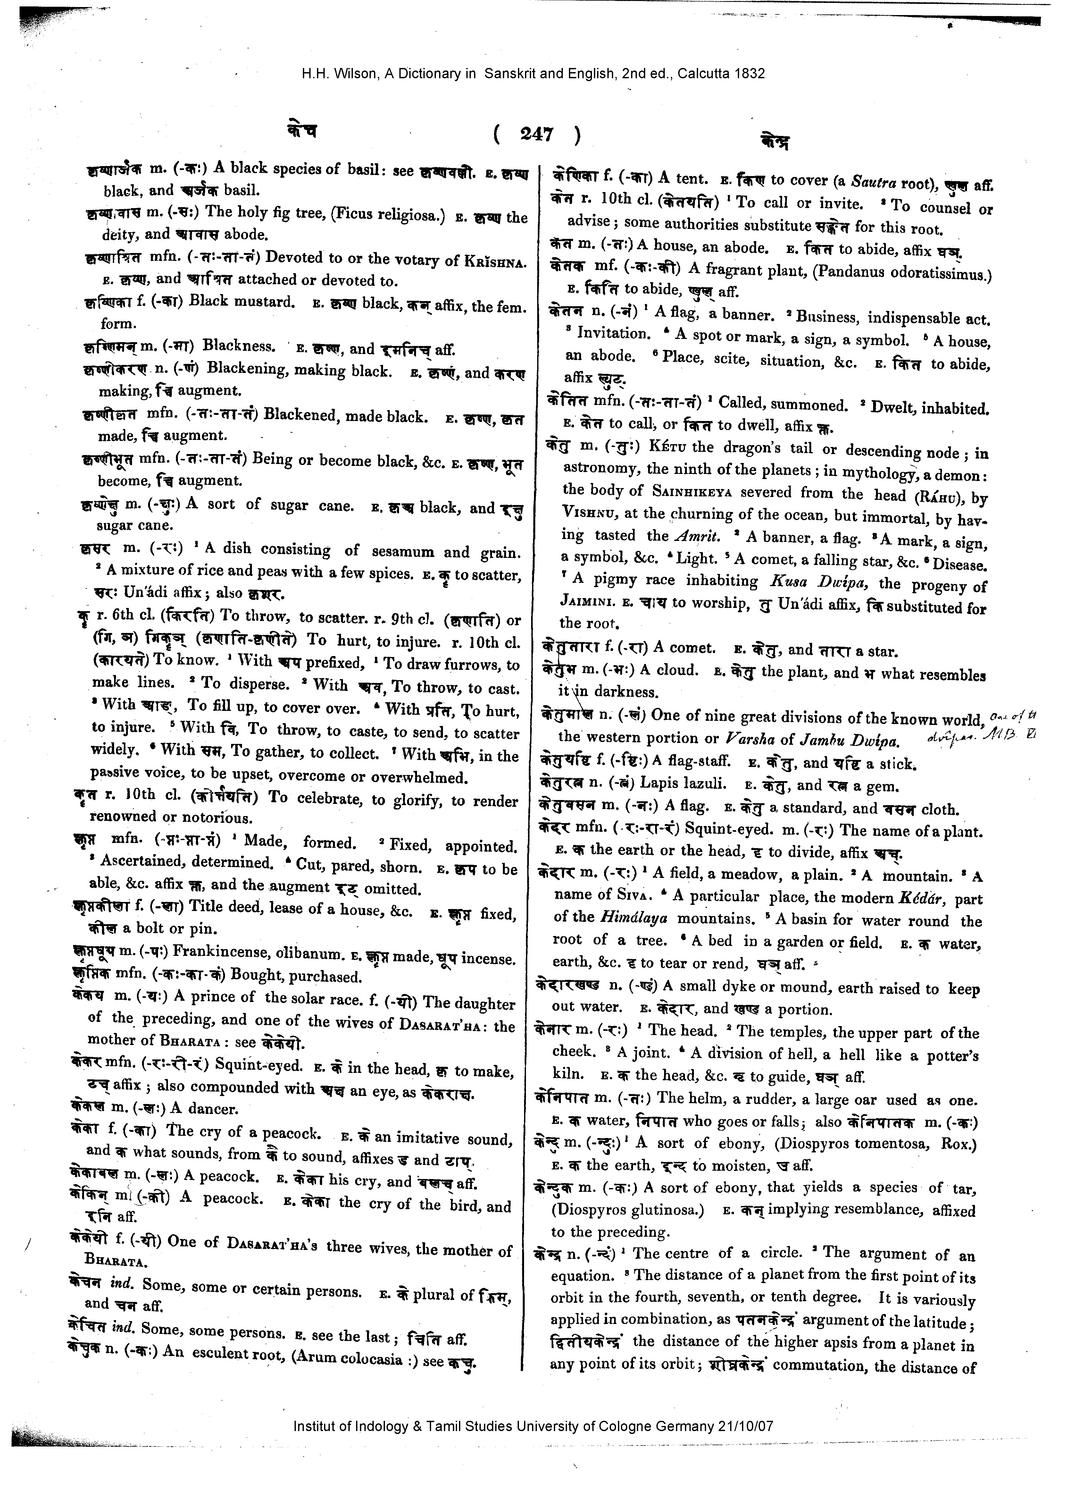 H.H. Wilson, A Dictionary in Sanskrit and English, 2nd ed., Calcutta 1832
केच
( 247 )
केन्द्र
कृष्णार्ज्जक m. (-कः) A black species of basil: see कृष्णवल्ली. E. कृष्ण
black, and अर्जक basil.
कृष्णावास m. (-सः) The holy fig tree, (Ficus religiosa.) E. कृष्ण the
deity, and आवास abode.
कृष्णाश्रित mfn. (-तः-ता-तं) Devoted to or the votary of KRISHNA.
E. कृष्ण, and आश्रित attached or devoted to.
कृष्णिका f. (-का) Black mustard. E. कृष्ण black, कन् affix, the fem.
form.
कृष्णिमन् m. (-मा) Blackness. E. कृष्ण, and इमनिच् aff.
कृष्णीकरण n. (-णं) Blackening, making black. E. कृष्ण, and करण
making, च्वि augment.
कृष्णीकृत mfn. (-तः-ता-तं) Blackened, made black. E. कृष्ण, कृत
made, च्वि augment.
कृष्णीभूत mfn. (-तः-ता-तं) Being or become black, &c. E. कृष्ण, भूत
become, च्वि augment.
कृष्णेक्षु m. (-क्षुः) A sort of sugar cane. E. कृष्ण black, and इक्षु
sugar cane.
कृसर m. (-रः) ¹ A dish consisting of sesamum and grain.
² A mixture of rice and peas with a few spices. E. कृ to scatter,
सरः Un'ádi affix; also कृशर.
कॄ r. 6th cl. (किरति) To throw, to scatter. r. 9th cl. (कृणाति) or
(गि, ञ) गिकॄञ् (कृणाति-कृणीते) To hurt, to injure. r. 10th cl.
(कारयते) To know. ¹ With अप prefixed, ¹ To draw furrows, to
make lines. ² To disperse. ² With अव, To throw, to cast.
³ With आङ्, To fill up, to cover over. ⁴ With प्रति, To hurt,
to injure. ⁵ With वि, To throw, to caste, to send, to scatter
widely. ⁶ With सम, To gather, to collect. ⁷ With अभि, in the
passive voice, to be upset, overcome or overwhelmed.
कॄत r. 10th cl. (कीर्त्तयति) To celebrate, to glorify, to render
renowned or notorious.
कॢप्त mfn. (-प्तः-प्ता-प्तं) ¹ Made, formed. ² Fixed, appointed.
³ Ascertained, determined. ⁴ Cut, pared, shorn. E. कृप to be
able, &c. affix क्त, and the augment इट् omitted.
कॢप्तकीला f. (-ला) Title deed, lease of a house, &c. E. कॢप्त fixed,
कील a bolt or pin.
कॢप्तधूप m. (-पः) Frankincense, olibanum. E. कॢप्त made, धूप incense.
कॢप्तिक mfn. (-कः-का-कं) Bought, purchased.
केकय m. (-यः) A prince of the solar race. f. (-यी) The daughter
of the preceding, and one of the wives of DASARAT'HA: the
mother of BHARATA: see केकेयी.
केकर mfn. (-रः-री-रं) Squint-eyed. E. के in the head, कृ to make,
टच् affix; also compounded with अक्ष an eye, as केकराक्ष.
केकल m. (-लः) A dancer.
केका f. (-का) The cry of a peacock. E. के an imitative sound,
and क what sounds, from कै to sound, affixes ड and टाप्.
केकाबल m. (-लः) A peacock. E. केका his cry, and बलच् aff.
केकिन् m. (-की) A peacock. E. केका the cry of the bird, and
इनि aff.
केकेयी f. (-यी) One of DASARAT'HA's three wives, the mother of
BHARATA.
केचन ind. Some, some or certain persons. E. के plural of किम्,
and चन aff.
केचित ind. Some, some persons. E. see the last; चिति aff.
केचुक n. (-कः) An esculent root, (Arum colocasia:) see कचु.
केणिका f. (-का) A tent. E. किण to cover (a Sautra root), ण्वुल् aff.
केत r. 10th cl. (केतयति) ¹ To call or invite. ² To counsel or
advise; some authorities substitute सङ्केत for this root.
केत m. (-तः) A house, an abode. E. कित to abide, affix घञ्.
केतक mf. (-कः-की) A fragrant plant, (Pandanus odoratissimus.)
E. किति to abide, ण्वुल् aff.
केतन n. (-नं) ¹ A flag, a banner. ² Business, indispensable act.
³ Invitation. ⁴ A spot or mark, a sign, a symbol. ⁵ A house,
an abode. ⁶ Place, scite, situation, &c. E. कित to abide,
affix ल्युट्.
केतित mfn. (-तः-ता-तं) ¹ Called, summoned. ² Dwelt, inhabited.
E. केत to call, or कित to dwell, affix क्त.
केतु m. (-तुः) KÉTU the dragon's tail or descending node; in
astronomy, the ninth of the planets; in mythology, a demon:
the body of SAINHIKEYA severed from the head (RÁHU), by
VISHNU, at the churning of the ocean, but immortal, by hav-
ing tasted the Amrit. ² A banner, a flag. ³ A mark, a sign,
a symbol, &c. ⁴ Light. ⁵ A comet, a falling star, &c. ⁶ Disease.
⁷ A pigmy race inhabiting Kusa Dwipa, the progeny of
JAIMINI. E. चाय to worship, तु Un'ádi affix, कि substituted for
the root.
केतुतारा f. (-रा) A comet. E. केतु, and तारा a star.
केतुभ m. (-भः) A cloud. E. केतु the plant, and भ what resembles
it in darkness.
केतुमाल n. (-लं) One of nine great divisions of the known world, One of th
the western portion or Varsha of Jambu Dwipa. dvipas. MB.
केतुयष्टि f. (-ष्टिः) A flag-staff. E. केतु, and यष्टि a stick.
केतुरत्न n. (-त्नं) Lapis lazuli. E. केतु, and रत्न a gem.
केतुवसन m. (-नः) A flag. E. केतु a standard, and वसन cloth.
केदर mfn. (-रः-रा-रं) Squint-eyed. m. (-रः) The name of a plant.
E. क the earth or the head, दृ to divide, affix अच्.
केदार m. (-रः) ¹ A field, a meadow, a plain. ² A mountain. ³ A
name of SIVA. ⁴ A particular place, the modern Kédár, part
of the Himálaya mountains. ⁵ A basin for water round the
root of a tree. ⁶ A bed in a garden or field. E. क water,
earth, &c. दृ to tear or rend, घञ् aff.
केदारखण्ड n. (-ण्डं) A small dyke or mound, earth raised to keep
out water. E. केदार, and खण्ड a portion.
केनार m. (-रः) ¹ The head. ² The temples, the upper part of the
cheek. ³ A joint. ⁴ A division of hell, a hell like a potter's
kiln. E. क the head, &c. नृ to guide, घञ् aff.
केनिपात m. (-तः) The helm, a rudder, a large oar used as one.
E. क water, निपात who goes or falls; also केनिपातक m. (-कः)
केन्दु m. (-न्दुः) ¹ A sort of ebony, (Diospyros tomentosa, Rox.)
E. क the earth, इन्द to moisten, उ aff.
केन्दुक m. (-कः) A sort of ebony, that yields a species of tar,
(Diospyros glutinosa.) E. कन् implying resemblance, affixed
to the preceding.
केन्द्र n. (-न्द्रं) ¹ The centre of a circle. ² The argument of an
equation. ³ The distance of a planet from the first point of its
orbit in the fourth, seventh, or tenth degree. It is variously
applied in combination, as पतनकेन्द्रं argument of the latitude;
द्वितीयकेन्द्रं the distance of the higher apsis from a planet in
any point of its orbit; शीघ्रकेन्द्रं commutation, the distance of
Institut of Indology & Tamil Studies University of Cologne Germany 21/10/07